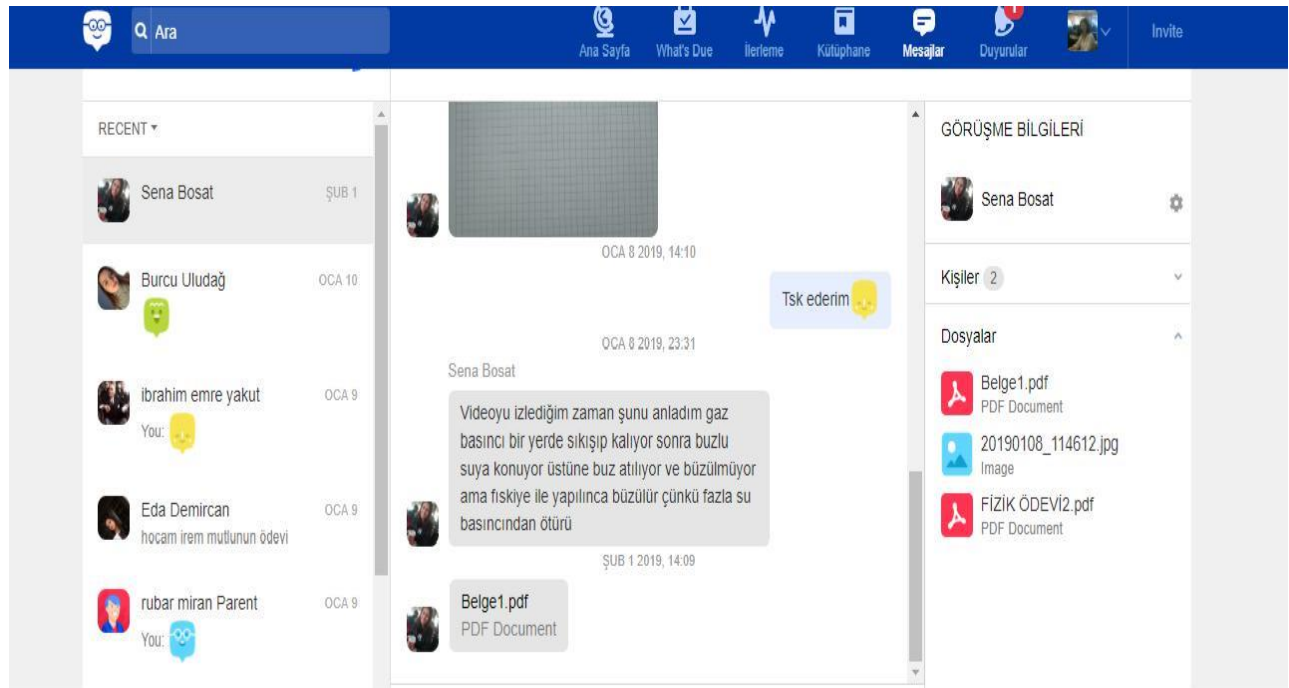 Ara
Ana Sayfa
What's Due
İlerleme
Kütüphane
Mesajlar
1
Duyurular
Invite
RECENT
Sena Bosat
ŞUB 1
Burcu Uludağ
OCA 10
ibrahim emre yakut
OCA 9
You:
Eda Demircan
OCA 9
hocam irem mutlunun ödevi
rubar miran Parent
OCA 9
You:
OCA 8 2019, 14:10
Tsk ederim
OCA 8 2019, 23:31
Sena Bosat
Videoyu izlediğim zaman şunu anladım gaz
basıncı bir yerde sıkışıp kalıyor sonra buzlu
suya konuyor üstüne buz atılıyor ve büzülmüyor
ama fıskiye ile yapılınca büzülür çünkü fazla su
basıncından ötürü
ŞUB 1 2019, 14:09
Belge1.pdf
PDF Document
GÖRÜŞME BİLGİLERİ
Sena Bosat
Kişiler 2
Dosyalar
Belge1.pdf
PDF Document
20190108_114612.jpg
Image
FİZİK ÖDEVİ2.pdf
PDF Document